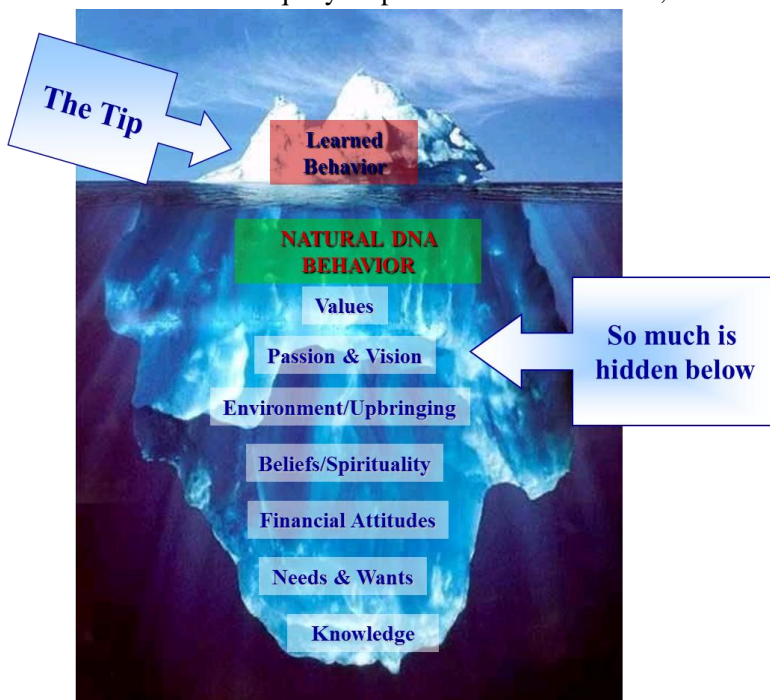 The Tip
Learned
Behavior
NATURAL DNA
BEHAVIOR
Values
Passion & Vision
So much is
hidden below
Environment/Upbringing
Beliefs/Spirituality
Financial Attitudes
Needs & Wants
Knowledge